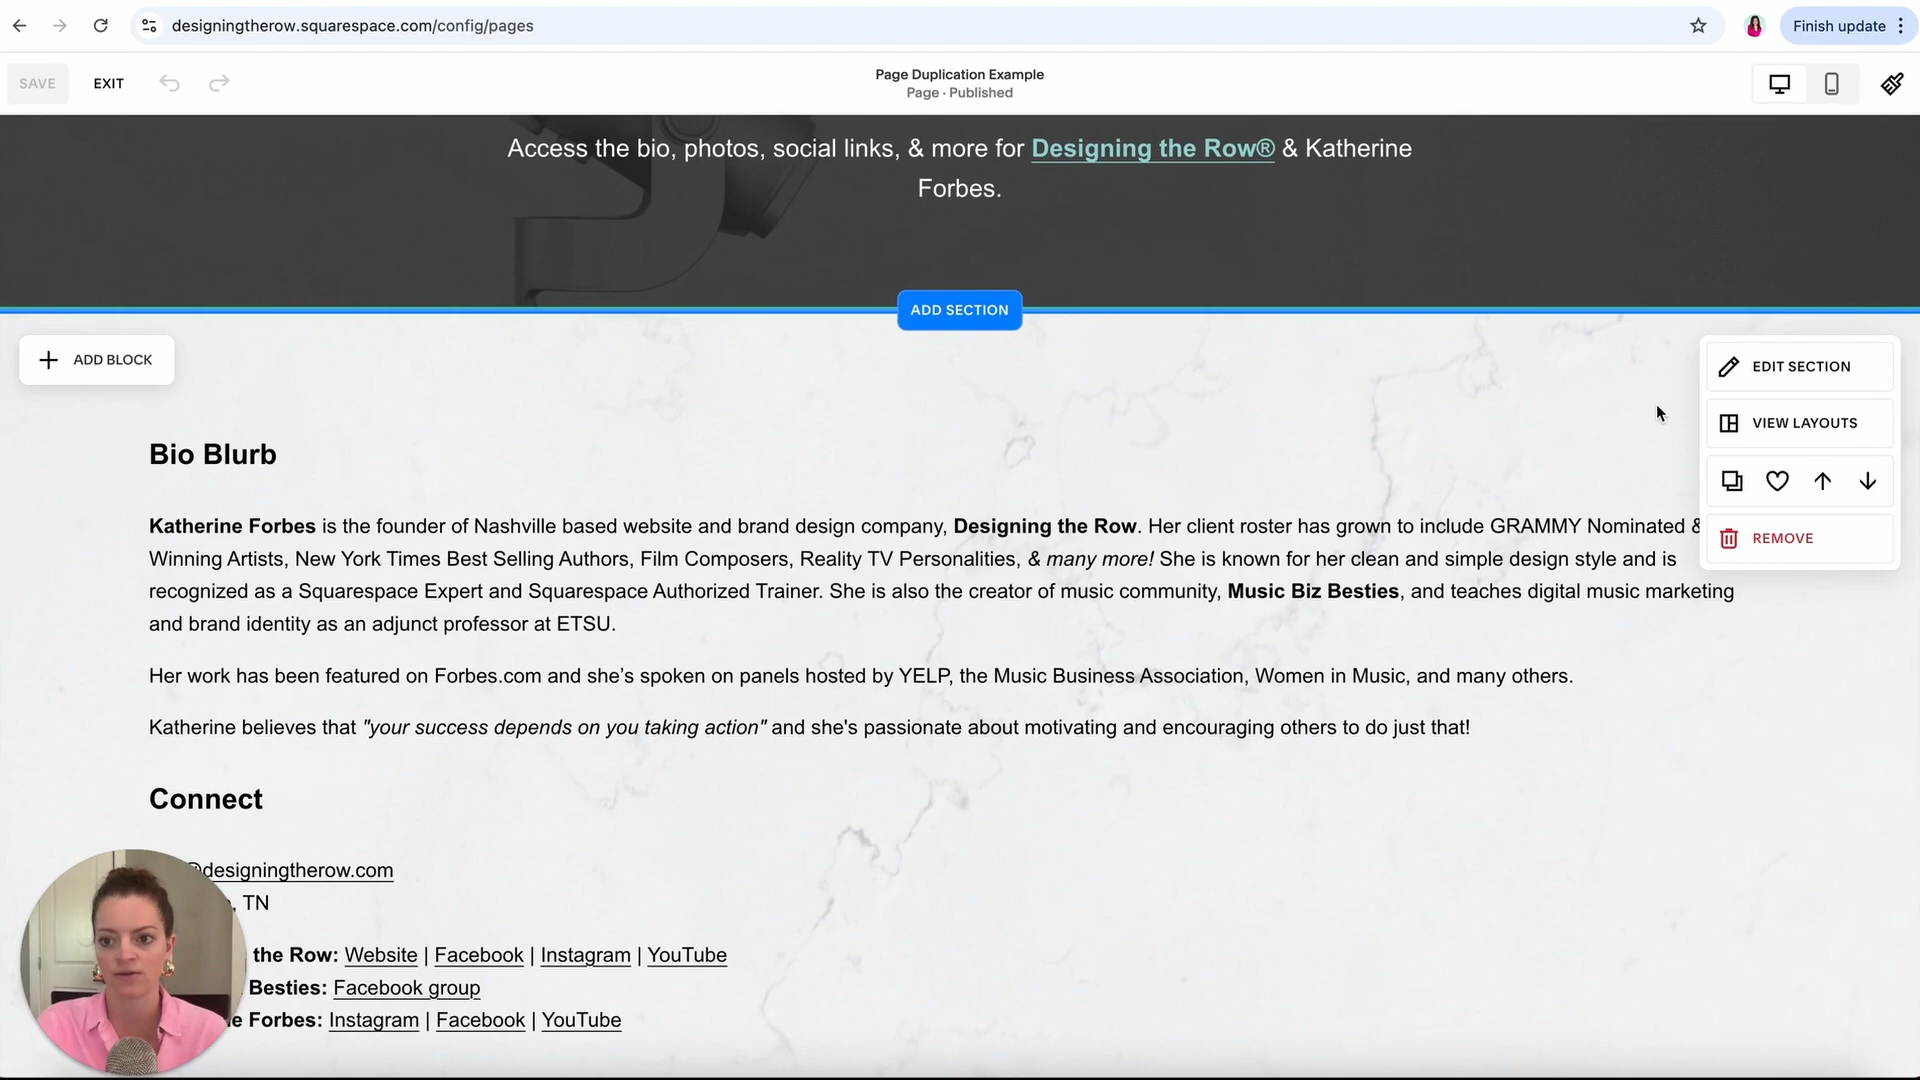 designingtherow.squarespace.com/config/pages
Finish update
SAVE
EXIT
Page Duplication Example
Page · Published
Access the bio, photos, social links, & more for Designing the Row® & Katherine
Forbes.
ADD SECTION
ADD BLOCK
EDIT SECTION
VIEW LAYOUTS
REMOVE
Bio Blurb
Katherine Forbes is the founder of Nashville based website and brand design company, Designing the Row. Her client roster has grown to include GRAMMY Nominated &
Winning Artists, New York Times Best Selling Authors, Film Composers, Reality TV Personalities, & many more! She is known for her clean and simple design style and is
recognized as a Squarespace Expert and Squarespace Authorized Trainer. She is also the creator of music community, Music Biz Besties, and teaches digital music marketing
and brand identity as an adjunct professor at ETSU.
Her work has been featured on Forbes.com and she’s spoken on panels hosted by YELP, the Music Business Association, Women in Music, and many others.
Katherine believes that "your success depends on you taking action" and she's passionate about motivating and encouraging others to do just that!
Connect
@designingtherow.com
, TN
the Row: Website | Facebook | Instagram | YouTube
Besties: Facebook group
e Forbes: Instagram | Facebook | YouTube